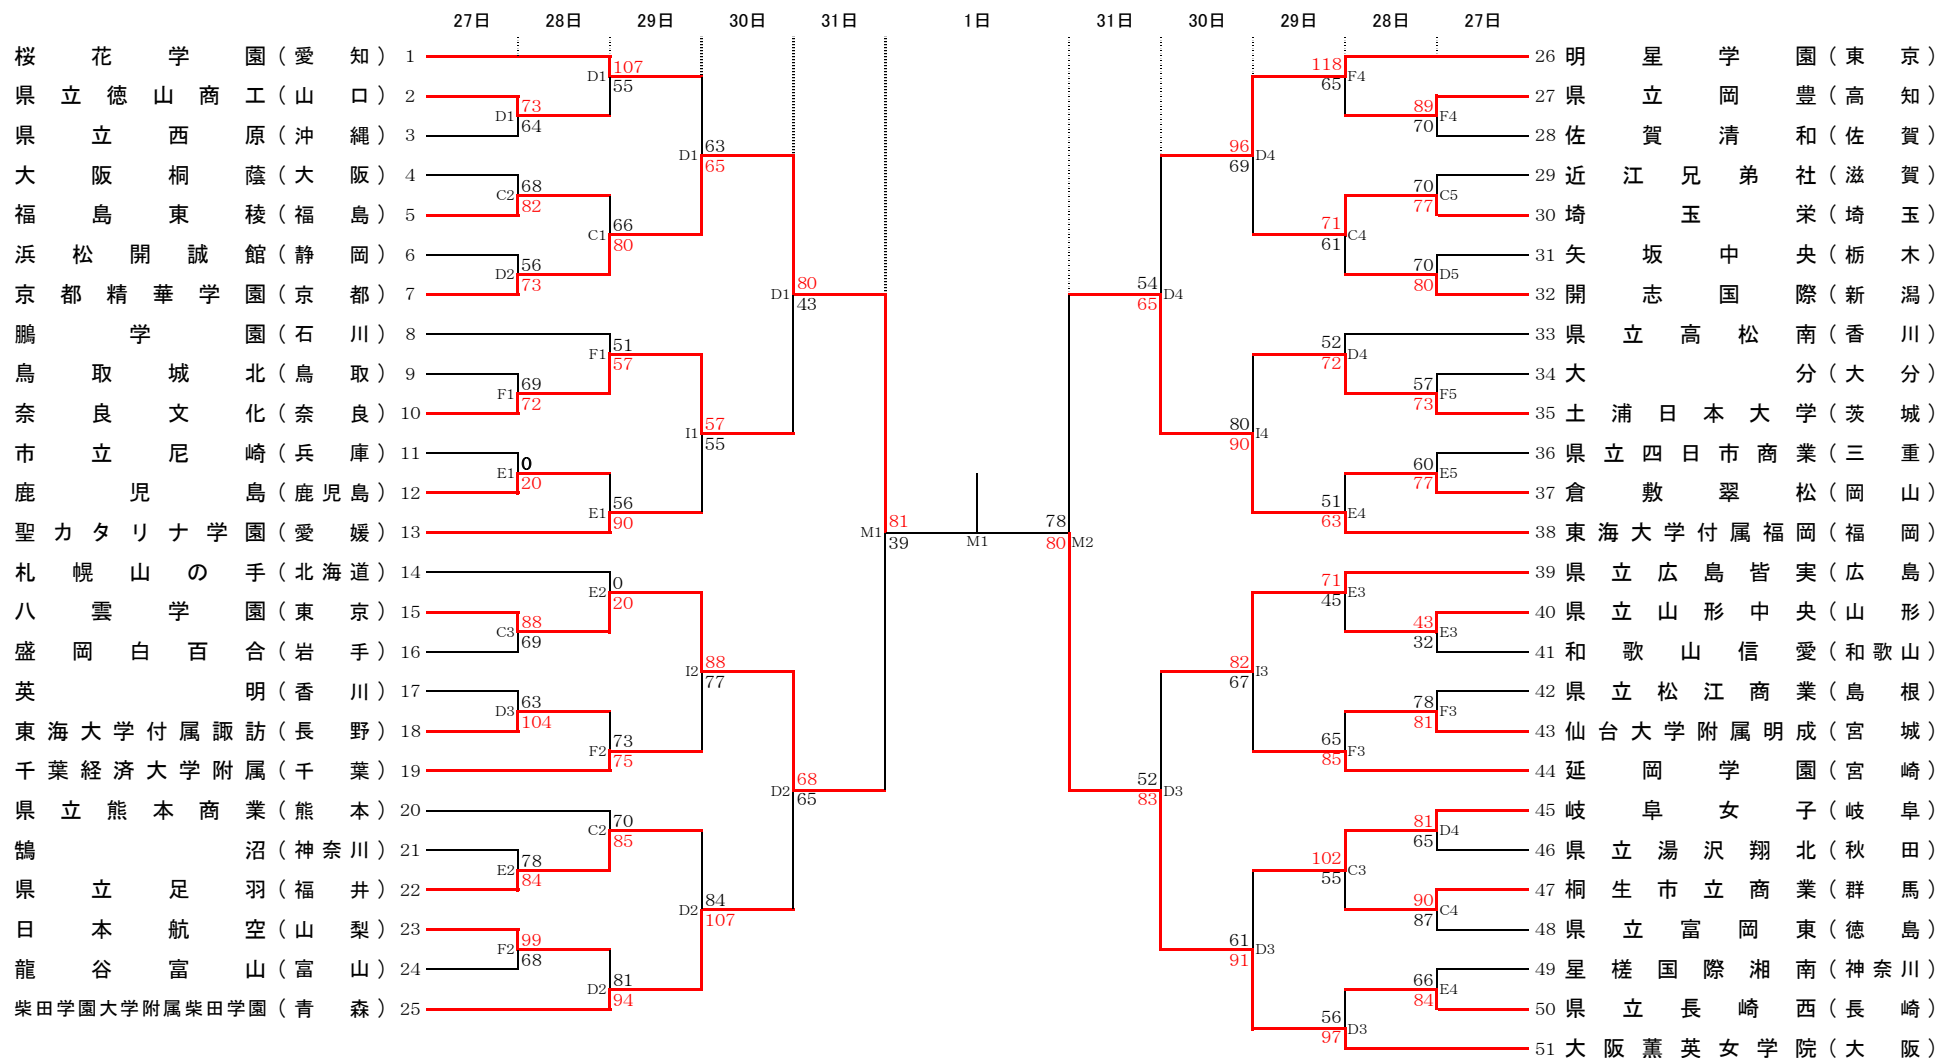 27日 28日 29日 30日 31日 1日 31日 30日 29日 28日 27日
桜花学園(愛知) 1
県立徳山商工(山口) 2
県立西原(沖縄) 3
大阪桐蔭(大阪) 4
福島東稜(福島) 5
浜松開誠館(静岡) 6
京都精華学園(京都) 7
鵬学園(石川) 8
鳥取城北(鳥取) 9
奈良文化(奈良) 10
市立尼崎(兵庫) 11
鹿児島(鹿児島) 12
聖カタリナ学園(愛媛) 13
札幌山の手(北海道) 14
八雲学園(東京) 15
盛岡白百合(岩手) 16
英明(香川) 17
東海大学付属諏訪(長野) 18
千葉経済大学附属(千葉) 19
県立熊本商業(熊本) 20
鵠沼(神奈川) 21
県立足羽(福井) 22
日本航空(山梨) 23
龍谷富山(富山) 24
柴田学園大学附属柴田学園(青森) 25
D1 73 64
C2 68 82
D2 56 73
F1 69 72
E1 0 20
C3 88 69
D3 63 104
E2 78 84
F2 99 68
D1 107 55
C1 66 80
F1 51 57
E1 56 90
E2 0 20
F2 73 75
C2 70 85
D2 81 94
D1 63 65
I1 57 55
I2 88 77
D2 84 107
D1 80 43
D2 68 65
M1 81 39
M1
78 80 M2
54 65 D4
52 83 D3
96 69 D4
80 90 I4
82 67 I3
61 91 D3
118 65 F4
71 61 C4
52 72 D4
51 63 E4
71 45 E3
65 85 F3
102 55 C3
56 97 D3
89 70 F4
70 77 C5
70 80 D5
57 73 F5
60 77 E5
43 32 E3
78 81 F3
81 65 D4
90 87 C4
66 84 E4
26 明星学園(東京)
27 県立岡豊(高知)
28 佐賀清和(佐賀)
29 近江兄弟社(滋賀)
30 埼玉栄(埼玉)
31 矢坂中央(栃木)
32 開志国際(新潟)
33 県立高松南(香川)
34 大分(大分)
35 土浦日本大学(茨城)
36 県立四日市商業(三重)
37 倉敷翠松(岡山)
38 東海大学付属福岡(福岡)
39 県立広島皆実(広島)
40 県立山形中央(山形)
41 和歌山信愛(和歌山)
42 県立松江商業(島根)
43 仙台大学附属明成(宮城)
44 延岡学園(宮崎)
45 岐阜女子(岐阜)
46 県立湯沢翔北(秋田)
47 桐生市立商業(群馬)
48 県立富岡東(徳島)
49 星槎国際湘南(神奈川)
50 県立長崎西(長崎)
51 大阪薫英女学院(大阪)